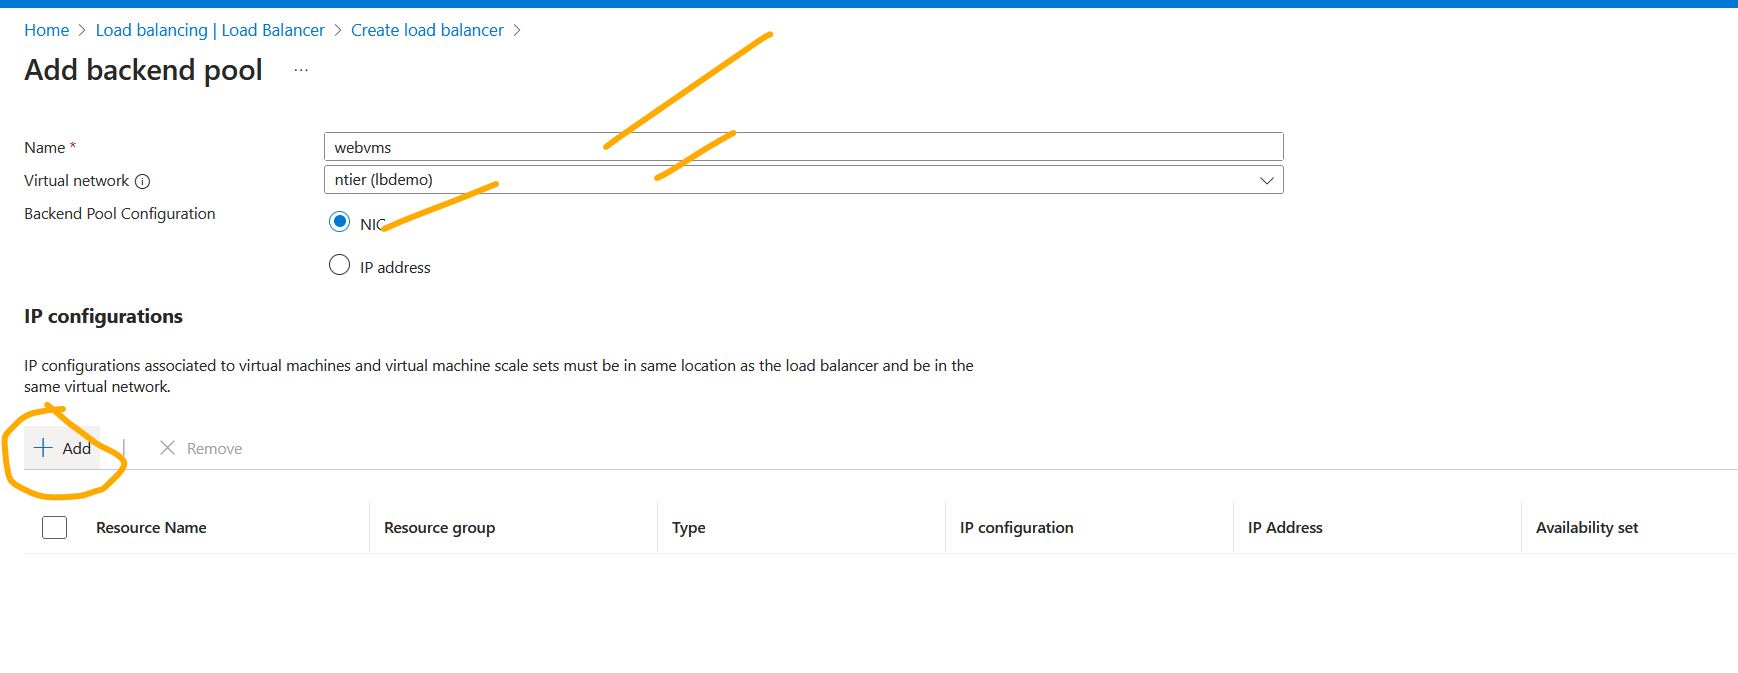 Home > Load balancing | Load Balancer > Create load balancer >
Add backend pool ...
Name * webvms
Virtual network ntier (lbdemo)
Backend Pool Configuration
NIC
IP address
IP configurations
IP configurations associated to virtual machines and virtual machine scale sets must be in same location as the load balancer and be in the
same virtual network.
+ Add | × Remove
Resource Name Resource group Type IP configuration IP Address Availability set